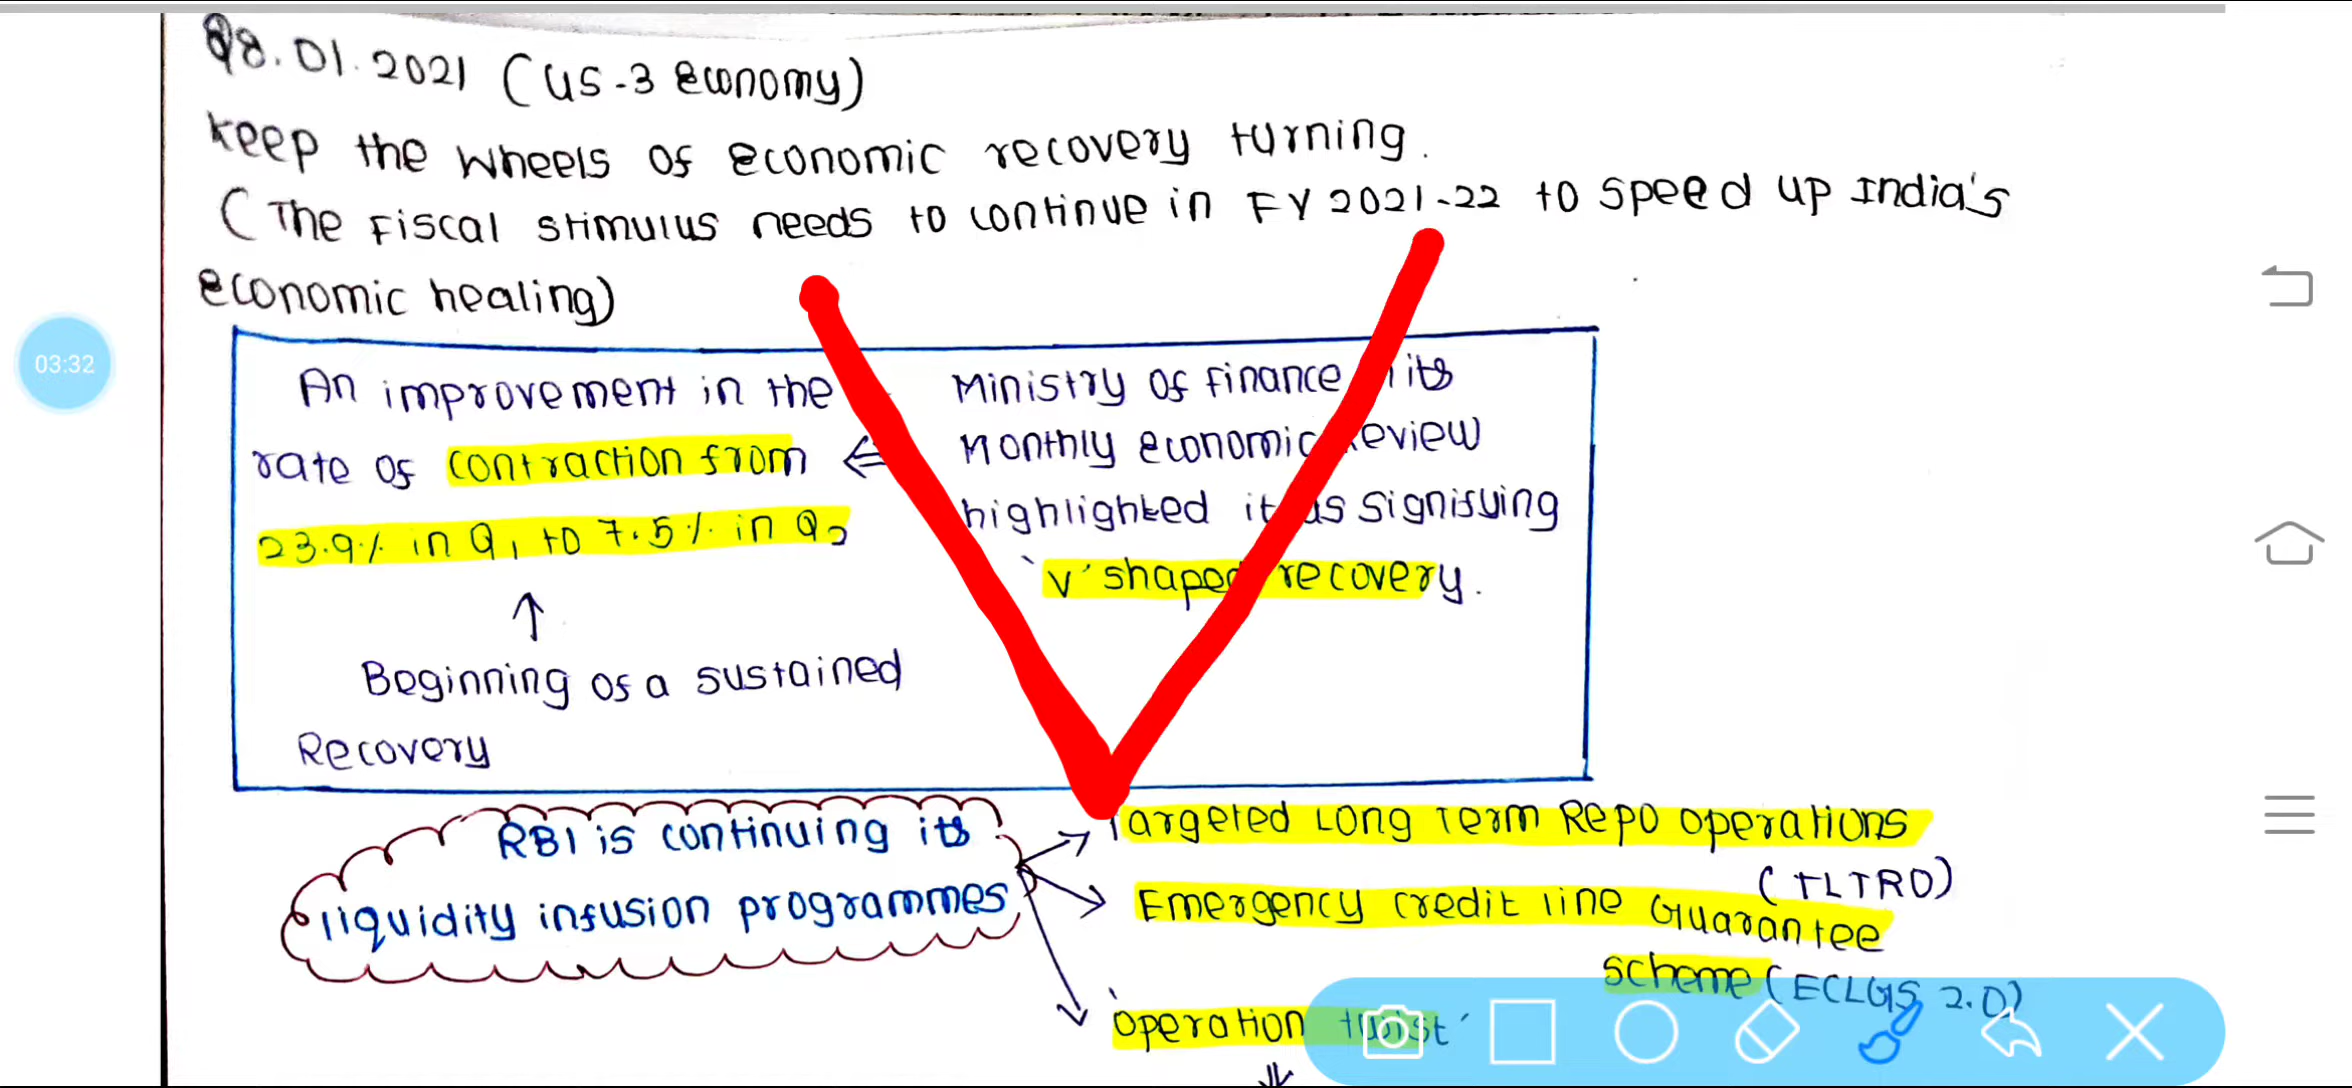 08.01.2021 (GS-3 Economy)
Keep the wheels of economic recovery turning.
(The Fiscal stimulus needs to continue in FY 2021-22 to speed up India's
economic healing)
An improvement in the
rate of contraction from
23.9% in Q1 to 7.5% in Q2
Beginning of a sustained
Recovery
Ministry of Finance its
Monthly economic Review
highlighted it as signifying
'V' shaped recovery.
03:32
RBI is continuing its
liquidity infusion programmes
Targeted Long Term Repo operations
(TLTRO)
Emergency credit line Guarantee
scheme (ECLGS 2.0)
'operation twist'